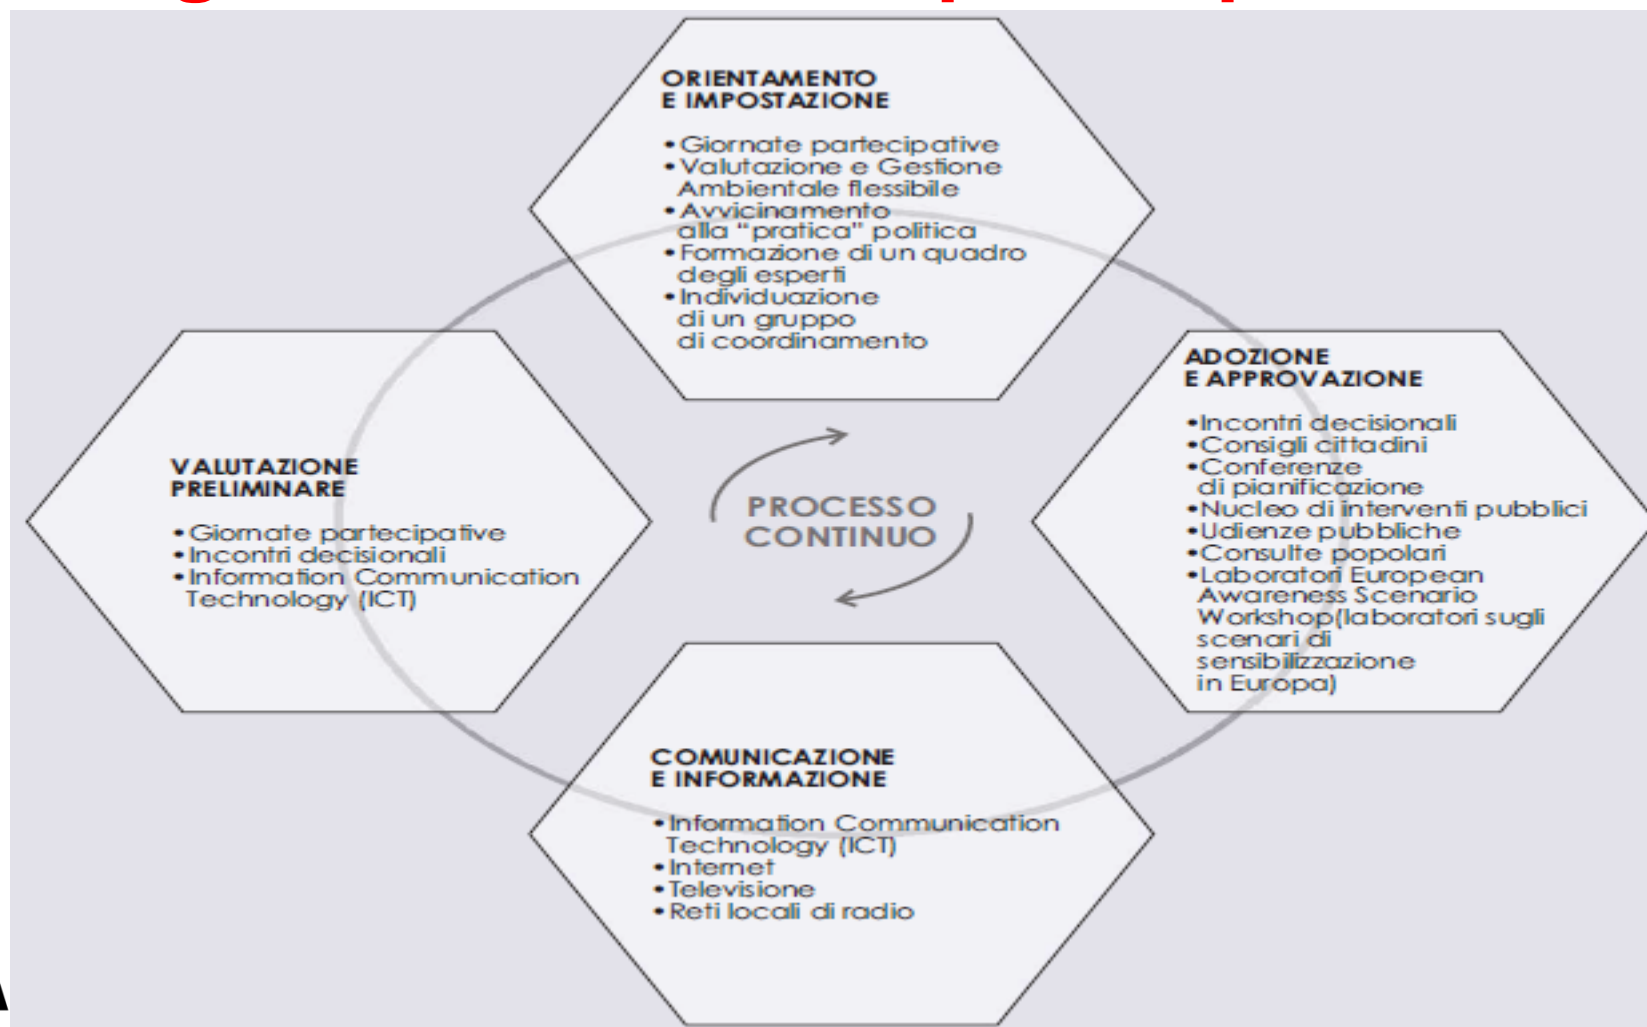 ORIENTAMENTO
E IMPOSTAZIONE
•Giornate partecipative
•Valutazione e Gestione
Ambientale flessibile
•Avvicinamento
alla “pratica” politica
•Formazione di un quadro
degli esperti
•Individuazione
di un gruppo
di coordinamento
ADOZIONE
E APPROVAZIONE
•Incontri decisionali
•Consigli cittadini
•Conferenze
di pianificazione
•Nucleo di interventi pubblici
•Udienze pubbliche
•Consulte popolari
•Laboratori European
Awareness Scenario
Workshop(laboratori sugli
scenari di
sensibilizzazione
in Europa)
VALUTAZIONE
PRELIMINARE
•Giornate partecipative
•Incontri decisionali
•Information Communication
Technology (ICT)
PROCESSO
CONTINUO
COMUNICAZIONE
E INFORMAZIONE
•Information Communication
Technology (ICT)
•Internet
•Televisione
•Reti locali di radio